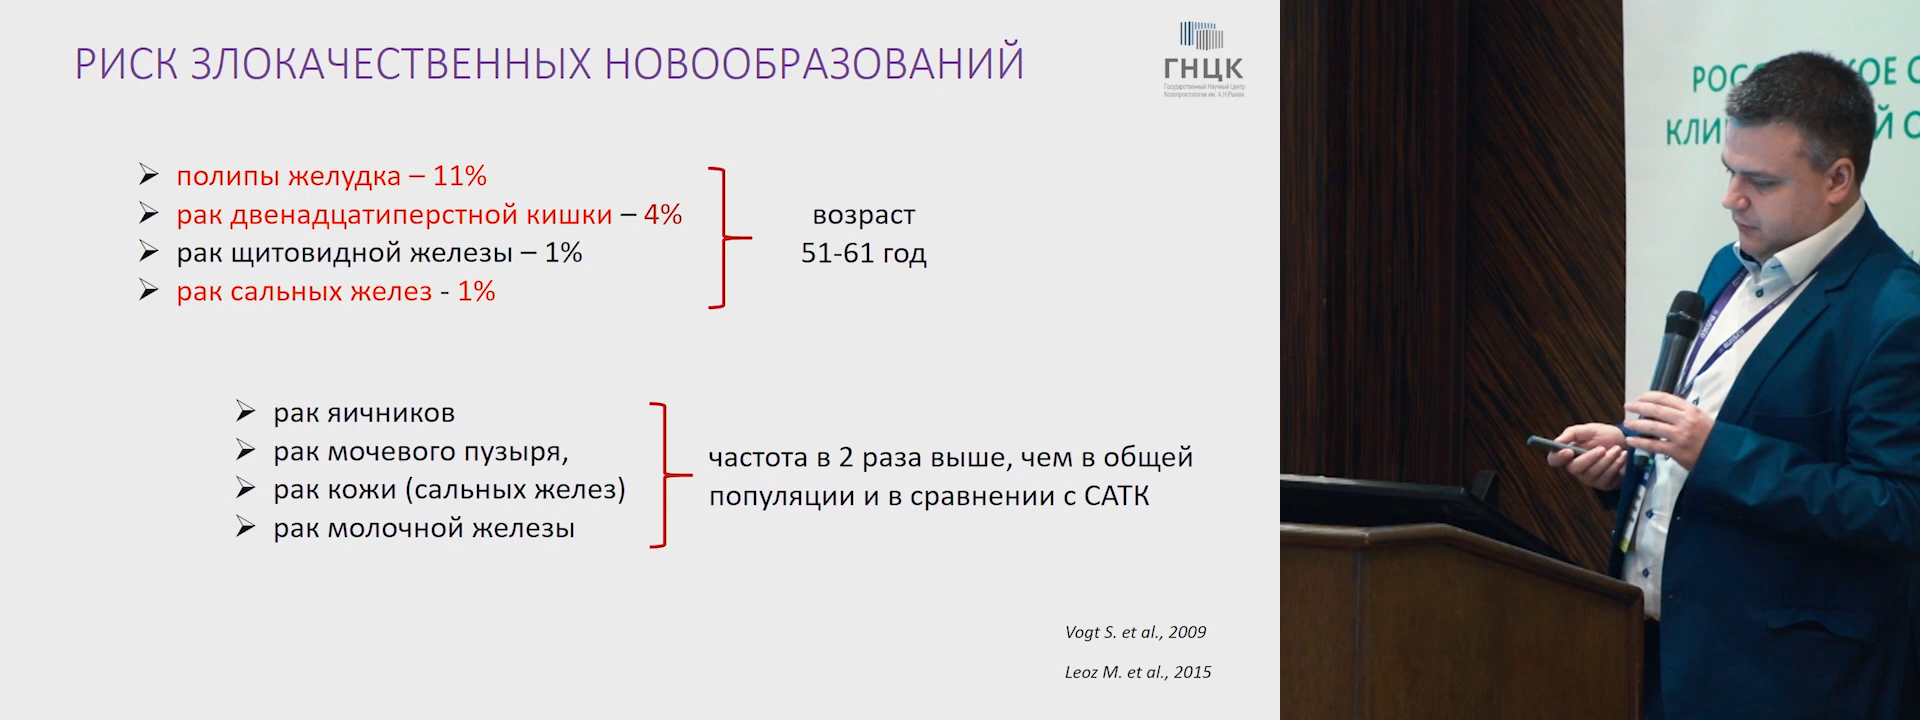 РИСК ЗЛОКАЧЕСТВЕННЫХ НОВООБРАЗОВАНИЙ
ГНЦК
Государственный Научный Центр
Колопроктологии им. А.Н.Рыжих
полипы желудка – 11%
рак двенадцатиперстной кишки – 4%
рак щитовидной железы – 1%
рак сальных желез - 1%
возраст
51-61 год
рак яичников
рак мочевого пузыря,
рак кожи (сальных желез)
рак молочной железы
частота в 2 раза выше, чем в общей
популяции и в сравнении с САТК
Vogt S. et al., 2009
Leoz M. et al., 2015